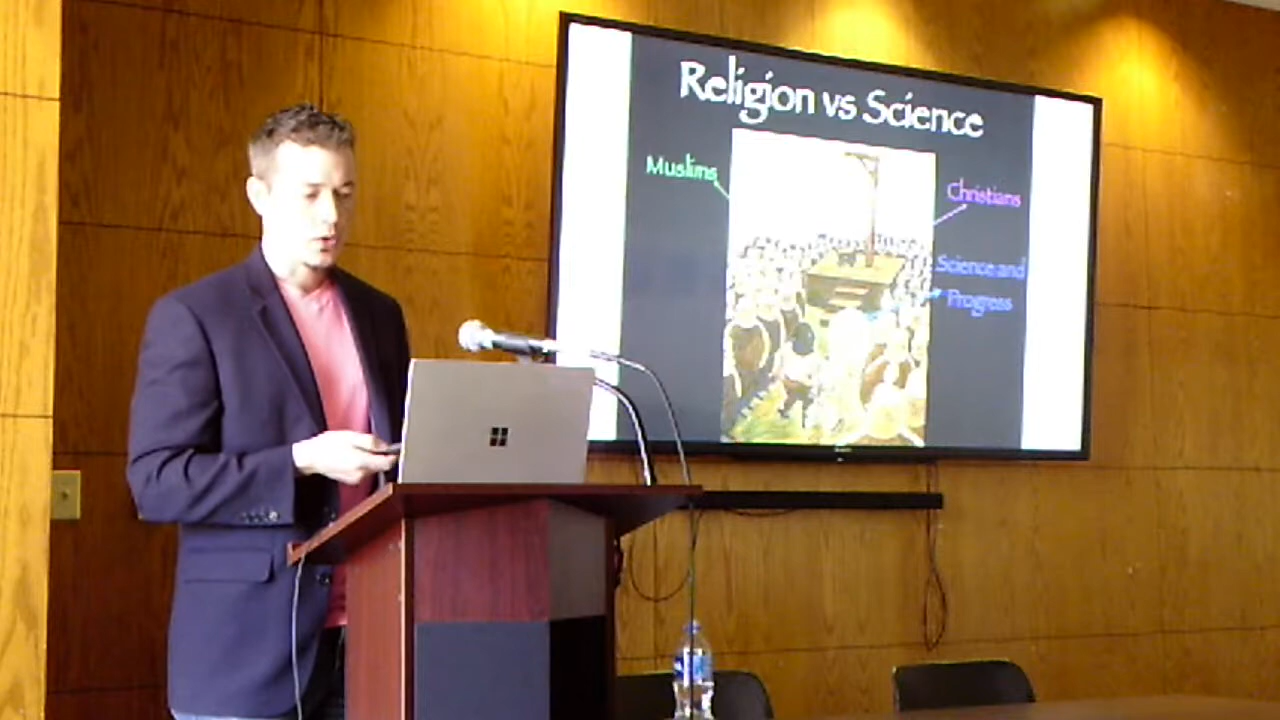 Religion vs Science
Muslims
Christians
Science and
Progress